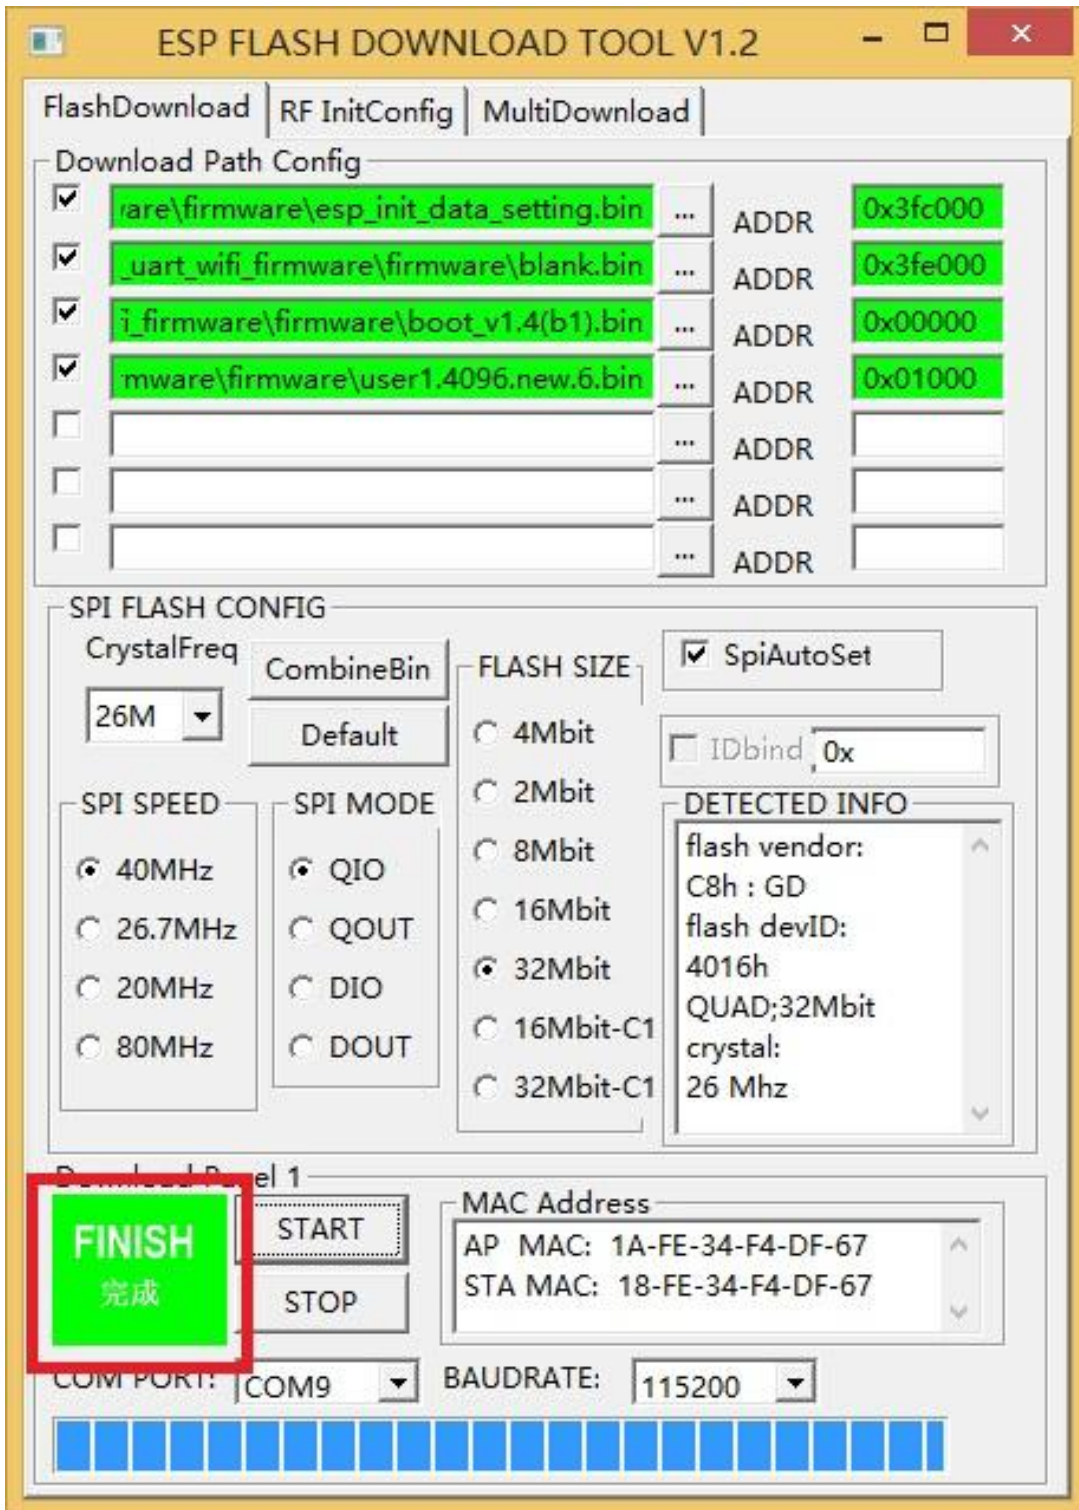 ESP FLASH DOWNLOAD TOOL V1.2
FlashDownload RF InitConfig MultiDownload
Download Path Config
\firmware\esp_init_data_setting.bin ... ADDR 0x3fc000
_uart_wifi_firmware\firmware\blank.bin ... ADDR 0x3fe000
i_firmware\firmware\boot_v1.4(b1).bin ... ADDR 0x00000
mware\firmware\user1.4096.new.6.bin ... ADDR 0x01000
... ADDR
... ADDR
... ADDR
SPI FLASH CONFIG
CrystalFreq
26M
CombineBin
Default
SPI SPEED
40MHz
26.7MHz
20MHz
80MHz
SPI MODE
QIO
QOUT
DIO
DOUT
FLASH SIZE
4Mbit
2Mbit
8Mbit
16Mbit
32Mbit
16Mbit-C1
32Mbit-C1
SpiAutoSet
IDbind 0x
DETECTED INFO
flash vendor:
C8h : GD
flash devID:
4016h
QUAD;32Mbit
crystal:
26 Mhz
FINISH
完成
START
STOP
MAC Address
AP MAC: 1A-FE-34-F4-DF-67
STA MAC: 18-FE-34-F4-DF-67
COM PORT: COM9 BAUDRATE: 115200